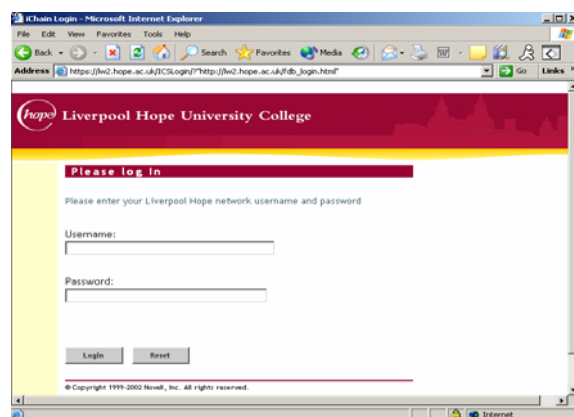 iChain Login - Microsoft Internet Explorer
File Edit View Favorites Tools Help
Back Search Favorites Media
Address https://lw2.hope.ac.uk/ICSLogin/?"http://lw2.hope.ac.uk/fdb_login.html" Go Links
hope Liverpool Hope University College
Please log In
Please enter your Liverpool Hope network username and password
Username:
Password:
Login Reset
© Copyright 1999-2002 Novell, Inc. All rights reserved.
Internet